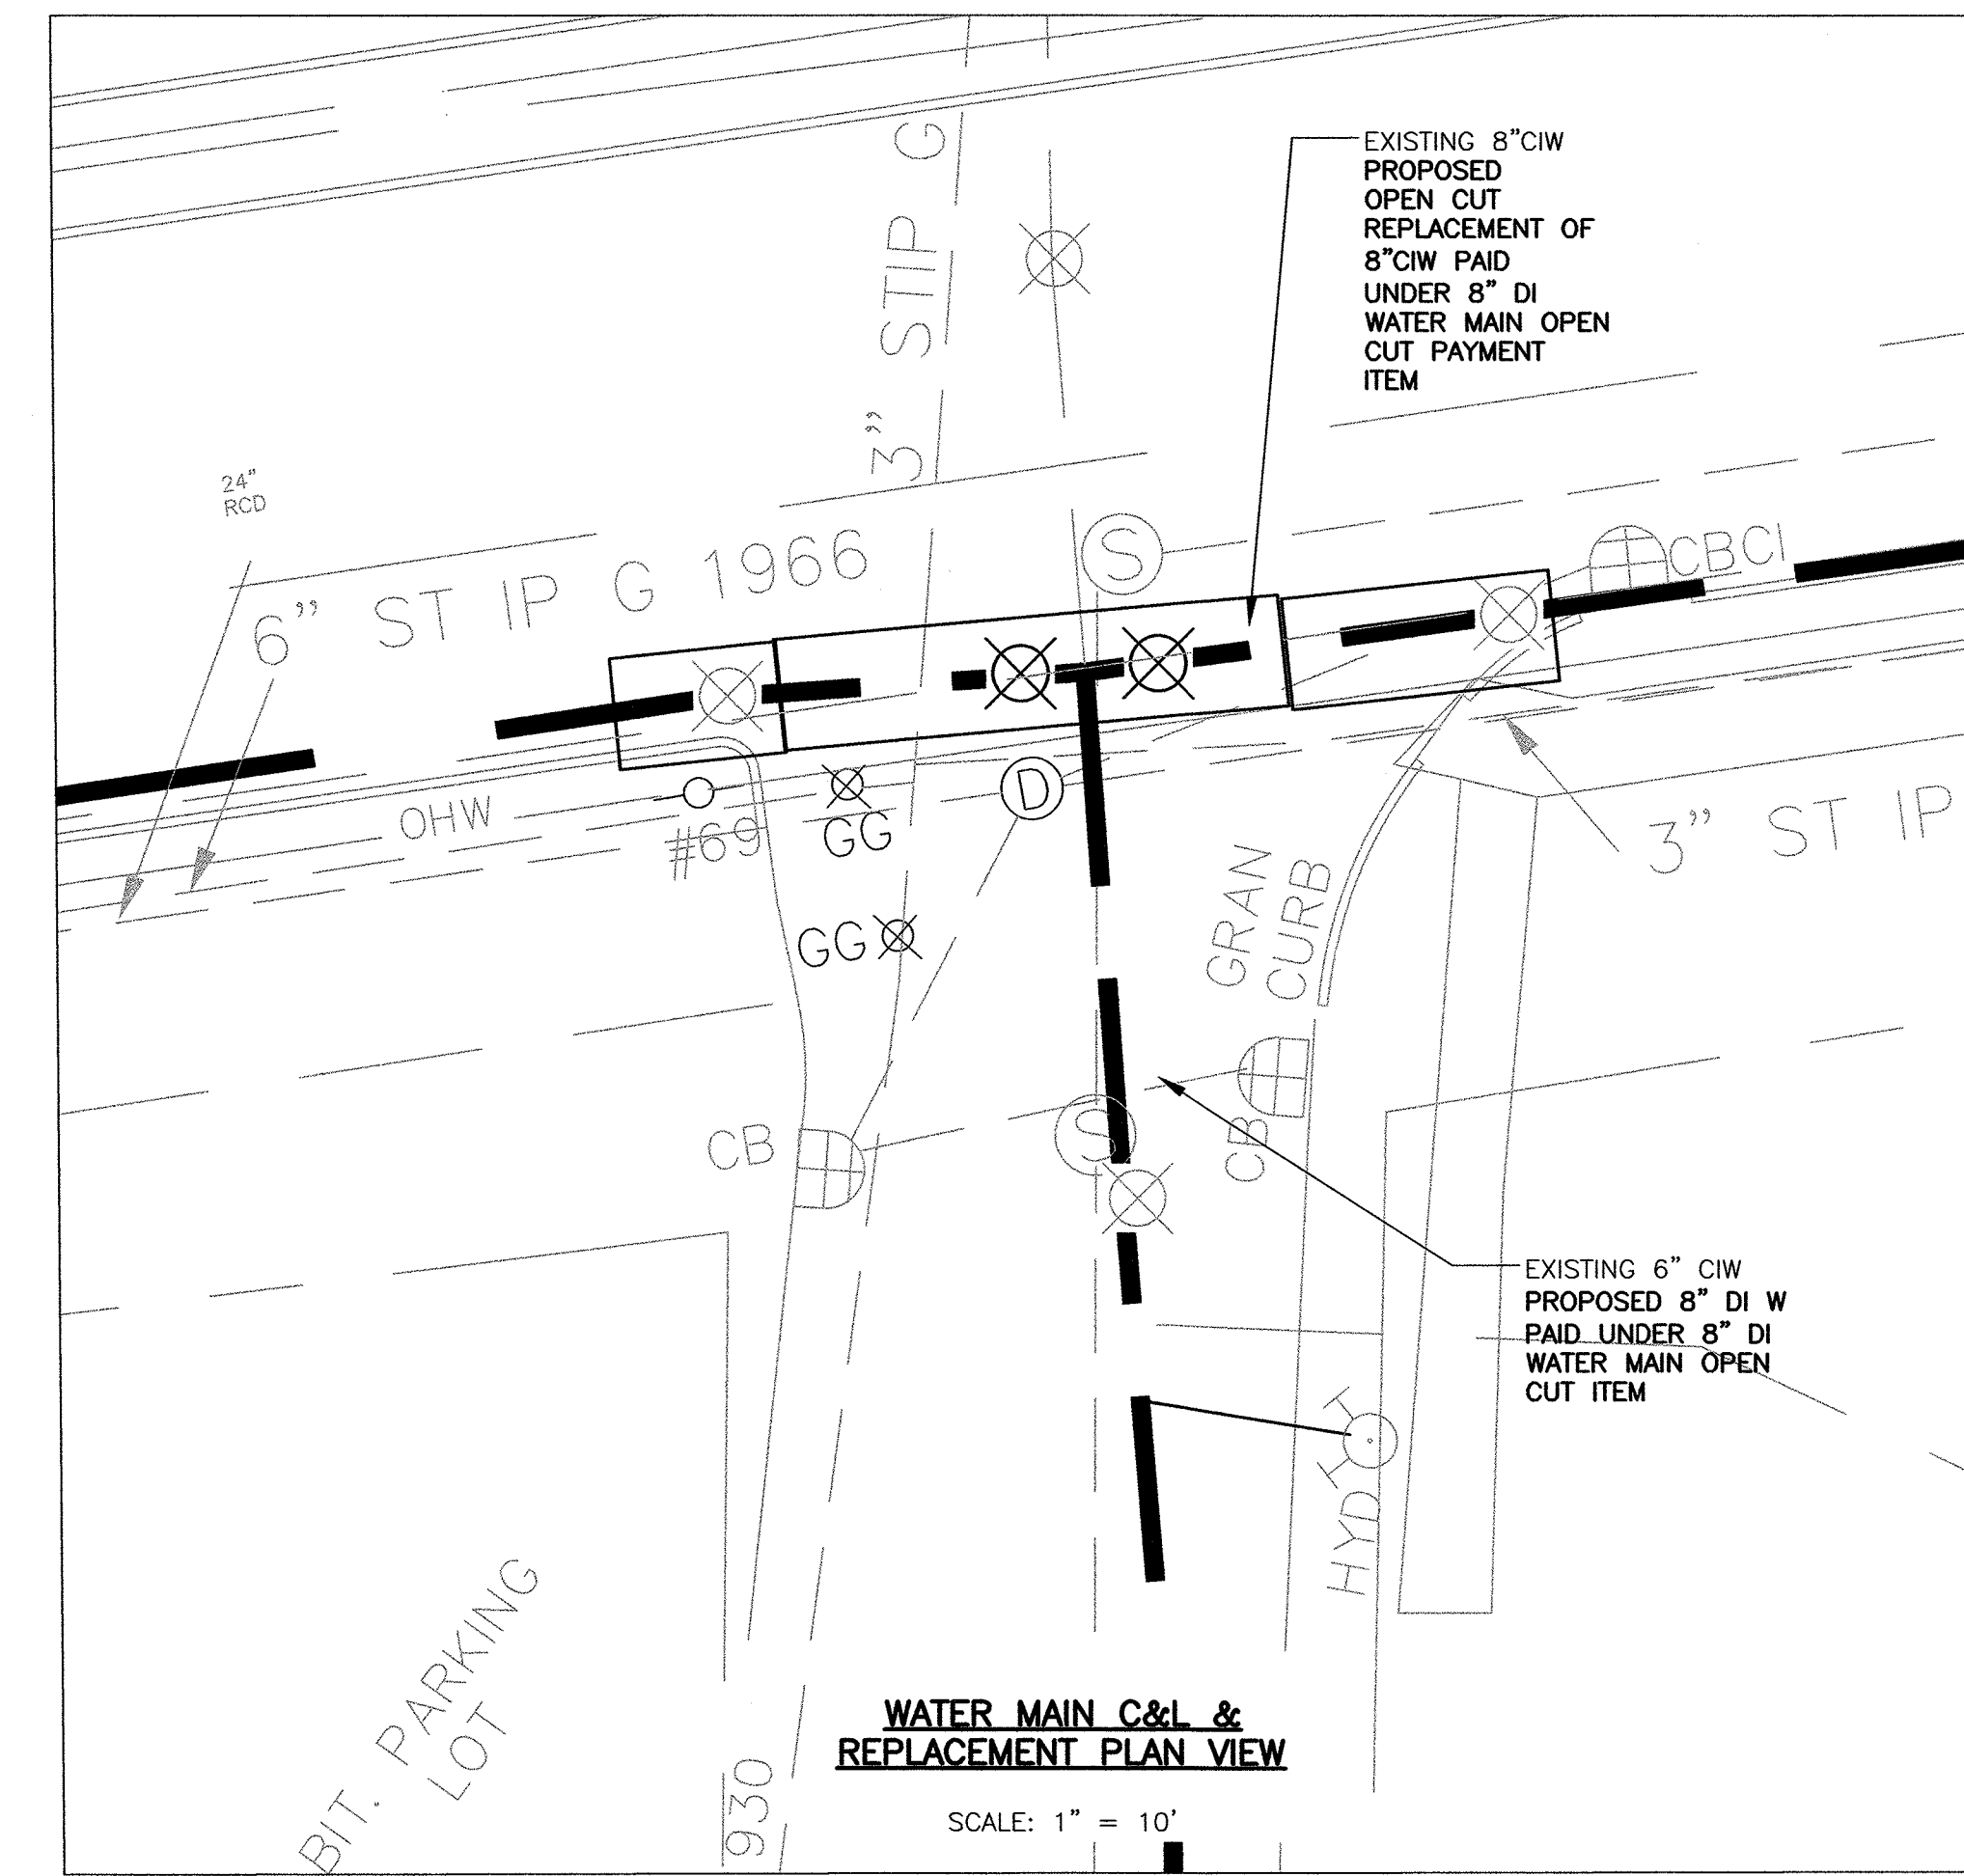 EXISTING 8"CIW
PROPOSED
OPEN CUT
REPLACEMENT OF
8"CIW PAID
UNDER 8" DI
WATER MAIN OPEN
CUT PAYMENT
ITEM
3" STIP G
24"
RCD
6" ST IP G 1966
S
CBCI
OHW
#69
GG
D
3" ST IP
GG
GRAN
CURB
CB
S
CB
EXISTING 6" CIW
PROPOSED 8" DI W
PAID UNDER 8" DI
WATER MAIN OPEN
CUT ITEM
HYD
BIT. PARKING
LOT
930
WATER MAIN C&L &
REPLACEMENT PLAN VIEW
SCALE: 1" = 10'